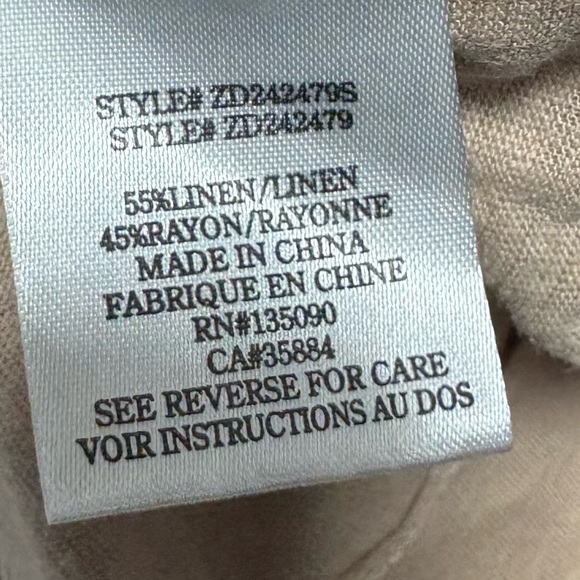 STYLE# ZD242479S
STYLE# ZD242479
55%LINEN/LINEN
45%RAYON/RAYONNE
MADE IN CHINA
FABRIQUE EN CHINE
RN#135090
CA#35884
SEE REVERSE FOR CARE
VOIR INSTRUCTIONS AU DOS